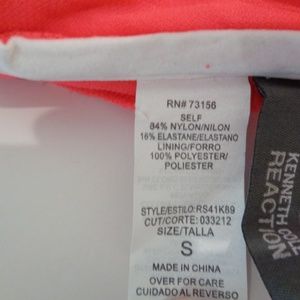 RN# 73156
SELF
84% NYLON/NILON
16% ELASTANE/ELASTANO
LINING/FORRO
100% POLYESTER/
POLIESTER
STYLE/ESTILO:RS41K89
CUT/CORTE: 033212
SIZE/TALLA
S
MADE IN CHINA
OVER FOR CARE
CUIDADO AL REVERSO
KENNETH COLE
REACTION